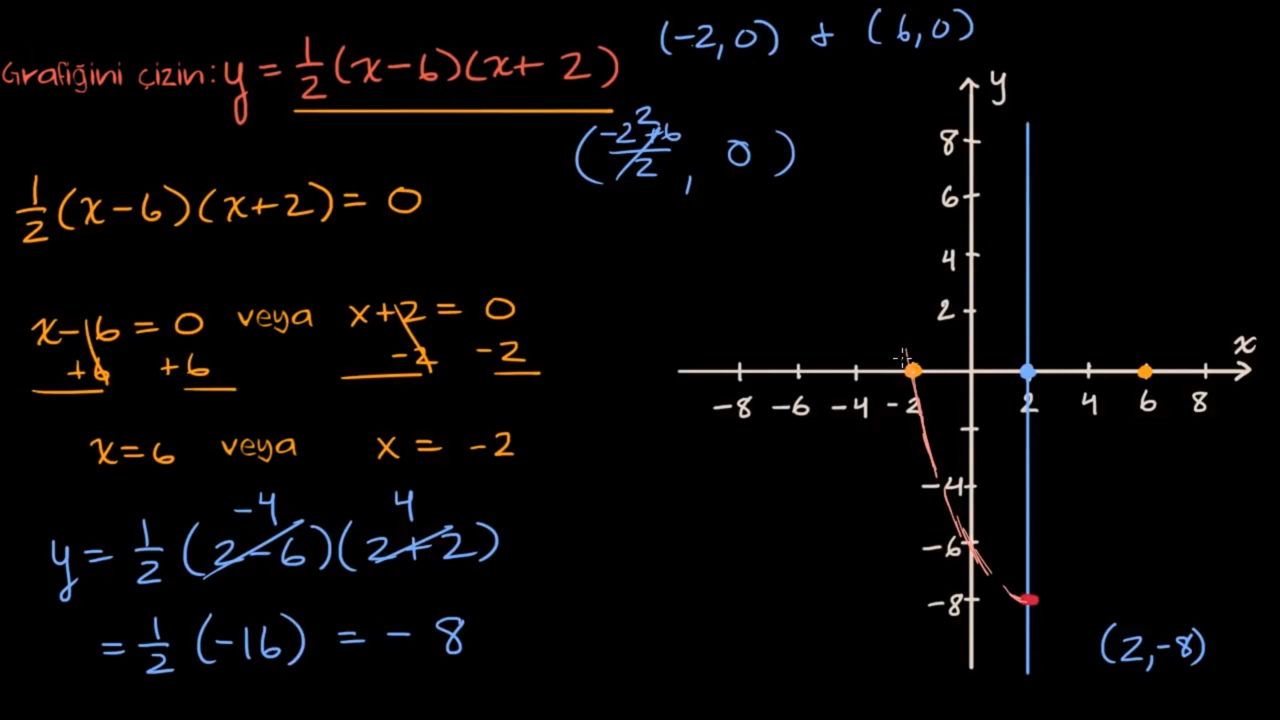 Grafiğini çizin: y = 1/2 (x-6)(x+2)
(-2,0) & (6,0)
(-2+6/2, 0)
2
1/2 (x-6)(x+2) = 0
x-6 = 0 veya x+2 = 0
+6 +6 -2 -2
x=6 veya x = -2
-4 4
y = 1/2 (2-6)(2+2)
= 1/2 (-16) = -8
y
8
6
4
2
x
-8 -6 -4 -2 2 4 6 8
-4
-6
-8
(2,-8)